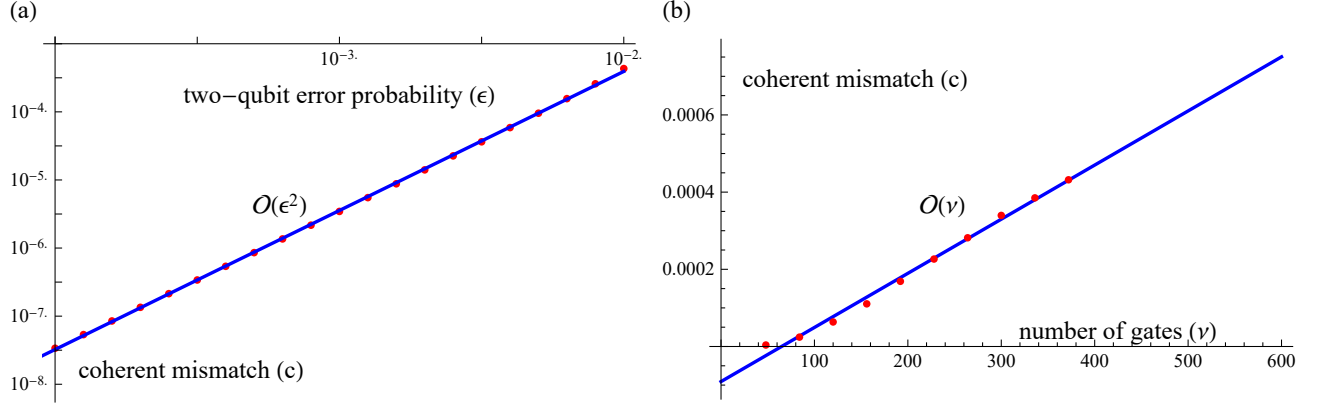 (a)
10⁻³·
10⁻²·
two−qubit error probability (ϵ)
10⁻⁴·
10⁻⁵·
𝒪(ϵ²)
10⁻⁶·
10⁻⁷·
coherent mismatch (c)
10⁻⁸·
(b)
coherent mismatch (c)
0.0006
0.0004
𝒪(ν)
0.0002
number of gates (ν)
100 200 300 400 500 600